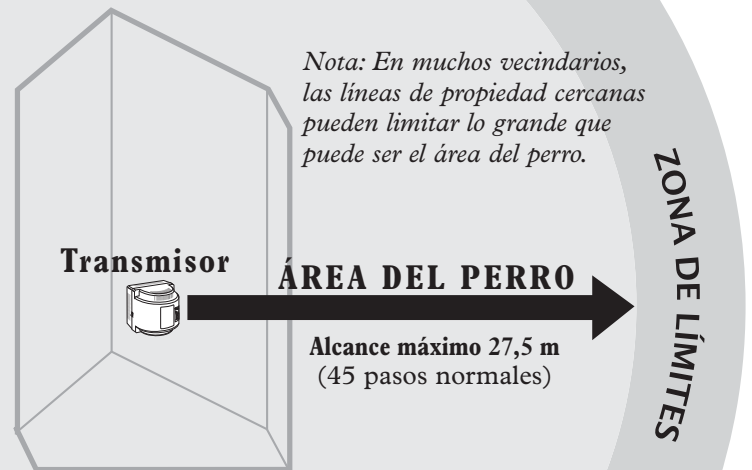 Nota: En muchos vecindarios,
las líneas de propiedad cercanas
pueden limitar lo grande que
puede ser el área del perro.
Transmisor
ÁREA DEL PERRO
Alcance máximo 27,5 m
(45 pasos normales)
ZONA DE LÍMITES